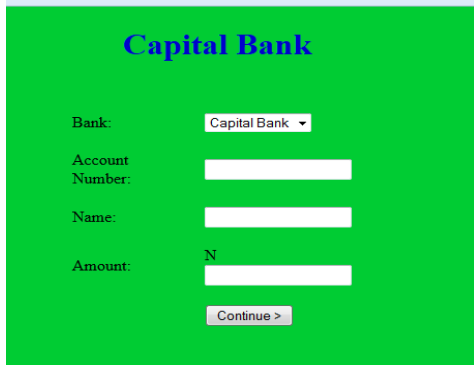 Capital Bank
Bank:
Capital Bank
Account
Number:
Name:
N
Amount:
Continue >